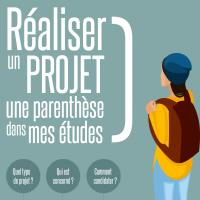 Réaliser
un PROJET
une parenthèse
dans mes études
Quel type
de projet ?
Qui est
concerné ?
Comment
candidater ?